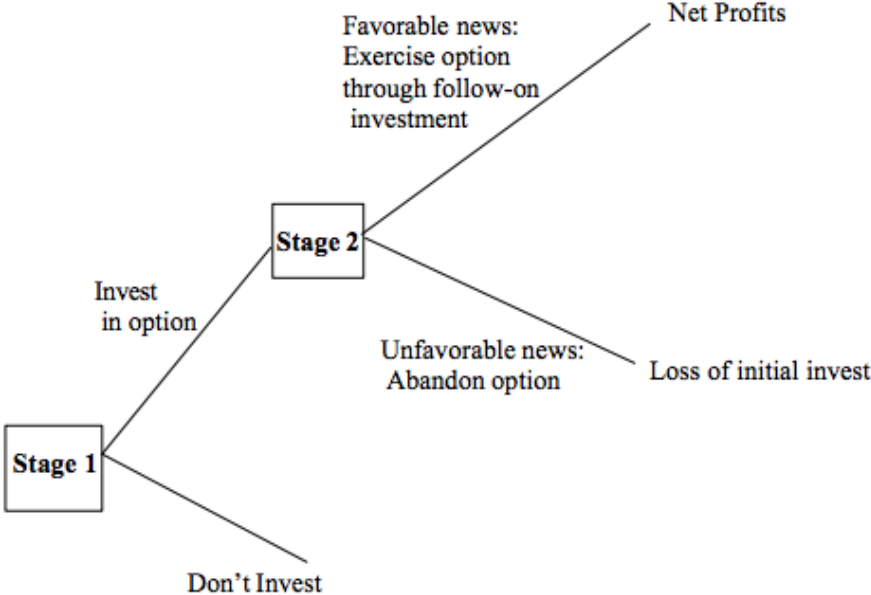 Net Profits
Favorable news:
Exercise option
through follow-on
investment
Stage 2
Invest
in option
Unfavorable news:
Abandon option
Loss of initial invest
Stage 1
Don't Invest